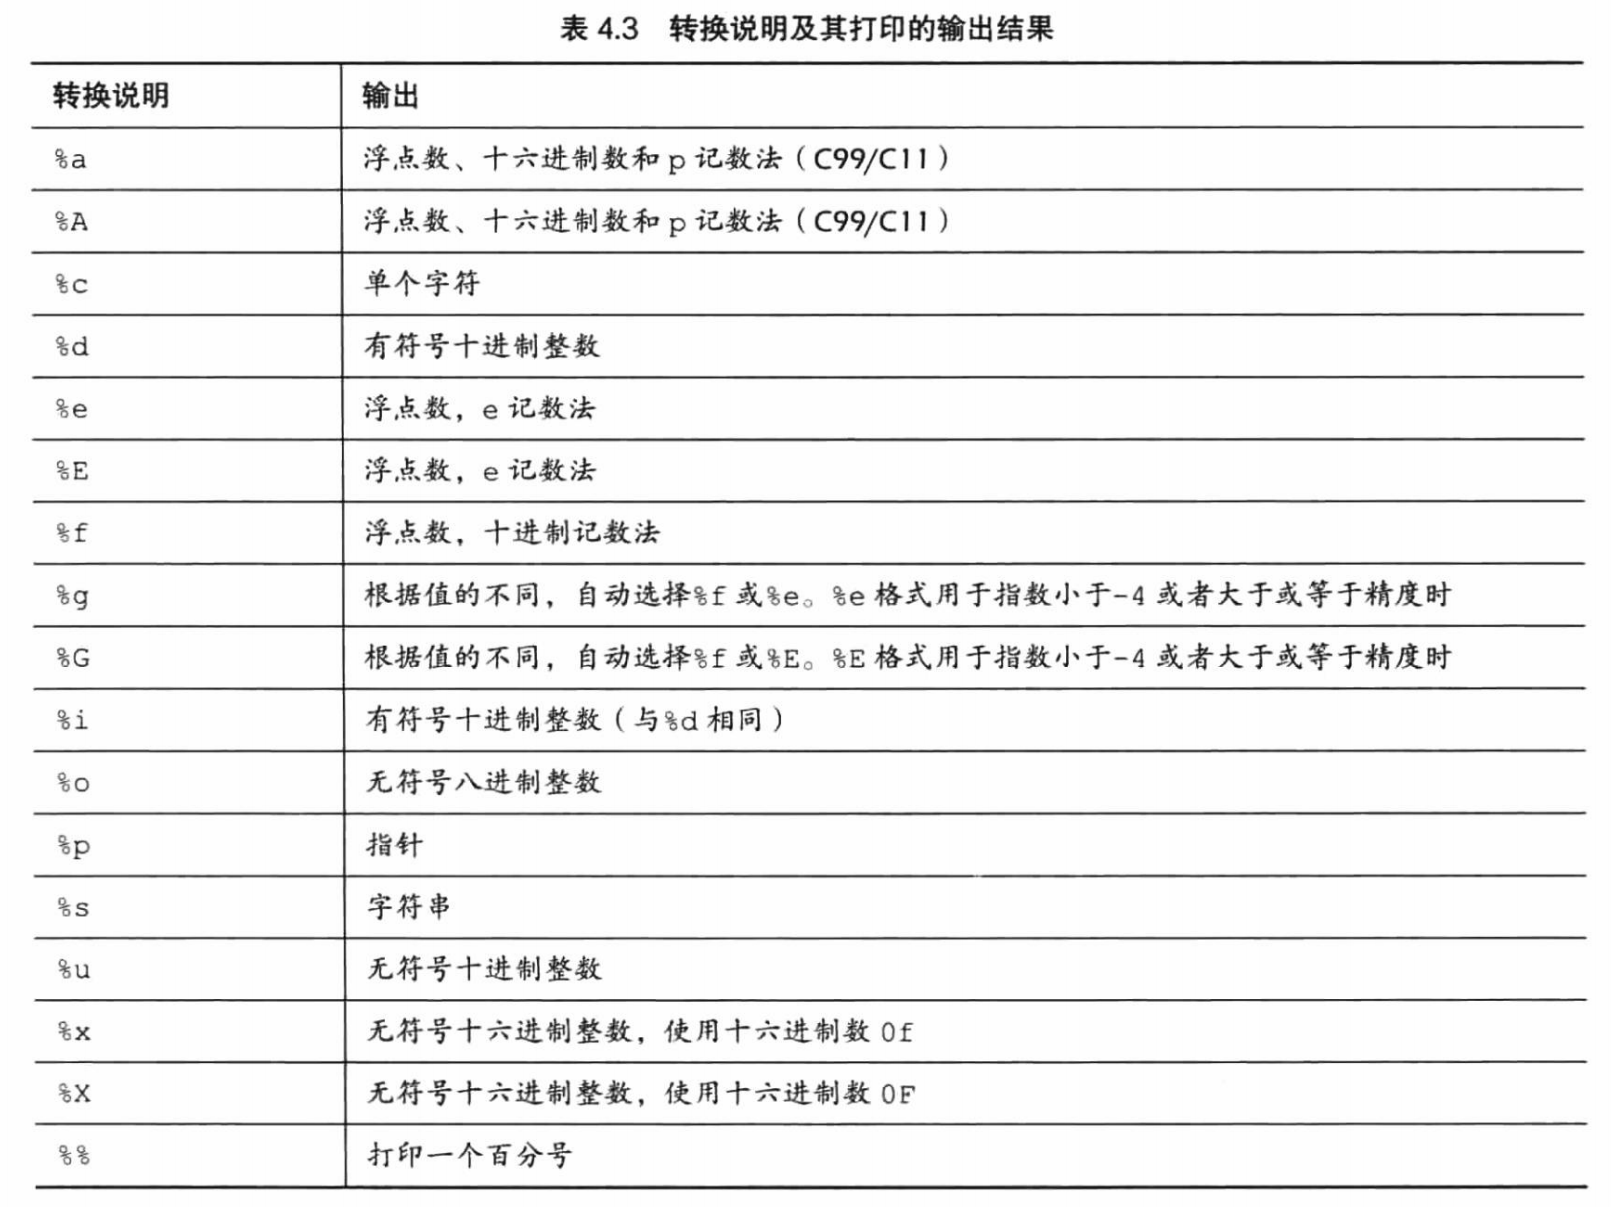 表 4.3 转换说明及其打印的输出结果
转换说明 输出
%a 浮点数、十六进制数和 p 记数法（C99/C11）
%A 浮点数、十六进制数和 p 记数法（C99/C11）
%c 单个字符
%d 有符号十进制整数
%e 浮点数，e 记数法
%E 浮点数，e 记数法
%f 浮点数，十进制记数法
%g 根据值的不同，自动选择%f 或%e。%e 格式用于指数小于-4 或者大于或等于精度时
%G 根据值的不同，自动选择%f 或%E。%E 格式用于指数小于-4 或者大于或等于精度时
%i 有符号十进制整数（与%d 相同）
%o 无符号八进制整数
%p 指针
%s 字符串
%u 无符号十进制整数
%x 无符号十六进制整数，使用十六进制数 0f
%X 无符号十六进制整数，使用十六进制数 0F
%% 打印一个百分号